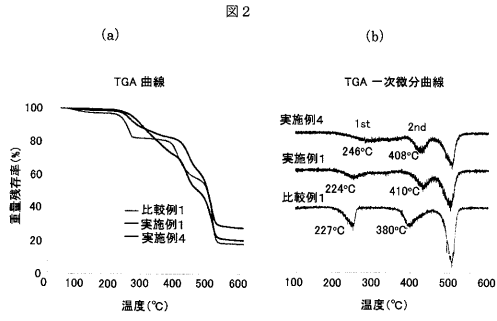 図2
(a)
TGA 曲線
重量残存率(%)
100
80
60
40
20
0
比較例1
実施例1
実施例4
100 200 300 400 500 600
温度(℃)
(b)
TGA 一次微分曲線
実施例4
1st
2nd
246℃
408℃
実施例1
224℃
410℃
比較例1
227℃
380℃
100 200 300 400 500 600
温度(℃)